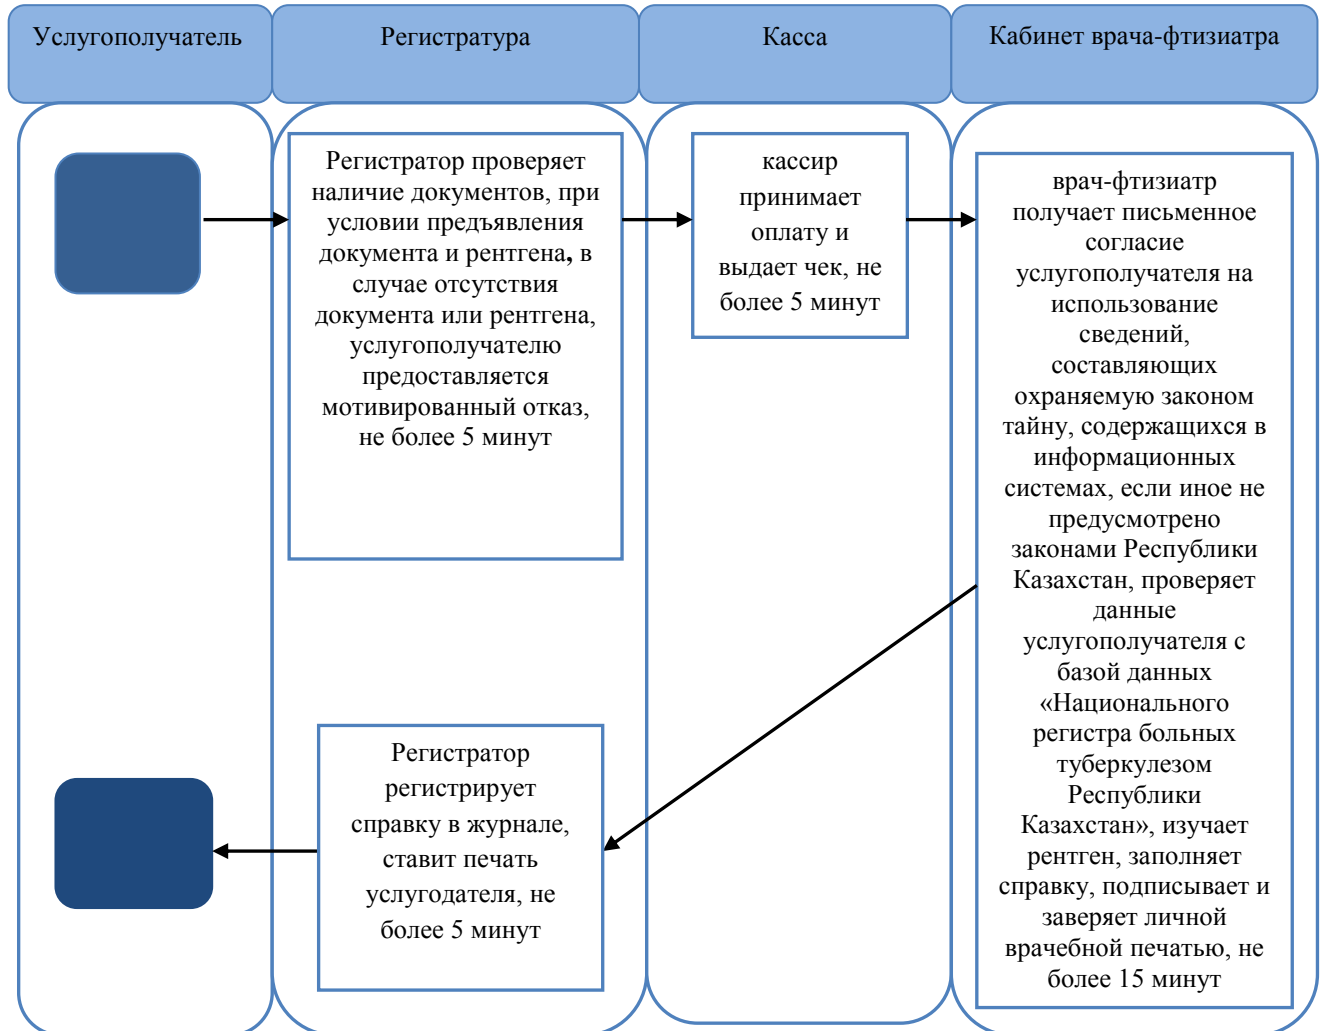 Услугополучатель
Регистратура
Касса
Кабинет врача-фтизиатра
Регистратор проверяет
наличие документов, при
условии предъявления
документа и рентгена, в
случае отсутствия
документа или рентгена,
услугополучателю
предоставляется
мотивированный отказ,
не более 5 минут
кассир
принимает
оплату и
выдает чек, не
более 5 минут
врач-фтизиатр
получает письменное
согласие
услугополучателя на
использование
сведений,
составляющих
охраняемую законом
тайну, содержащихся в
информационных
системах, если иное не
предусмотрено
законами Республики
Казахстан, проверяет
данные
услугополучателя с
базой данных
«Национального
регистра больных
туберкулезом
Республики
Казахстан», изучает
рентген, заполняет
справку, подписывает и
заверяет личной
врачебной печатью, не
более 15 минут
Регистратор
регистрирует
справку в журнале,
ставит печать
услугодателя, не
более 5 минут